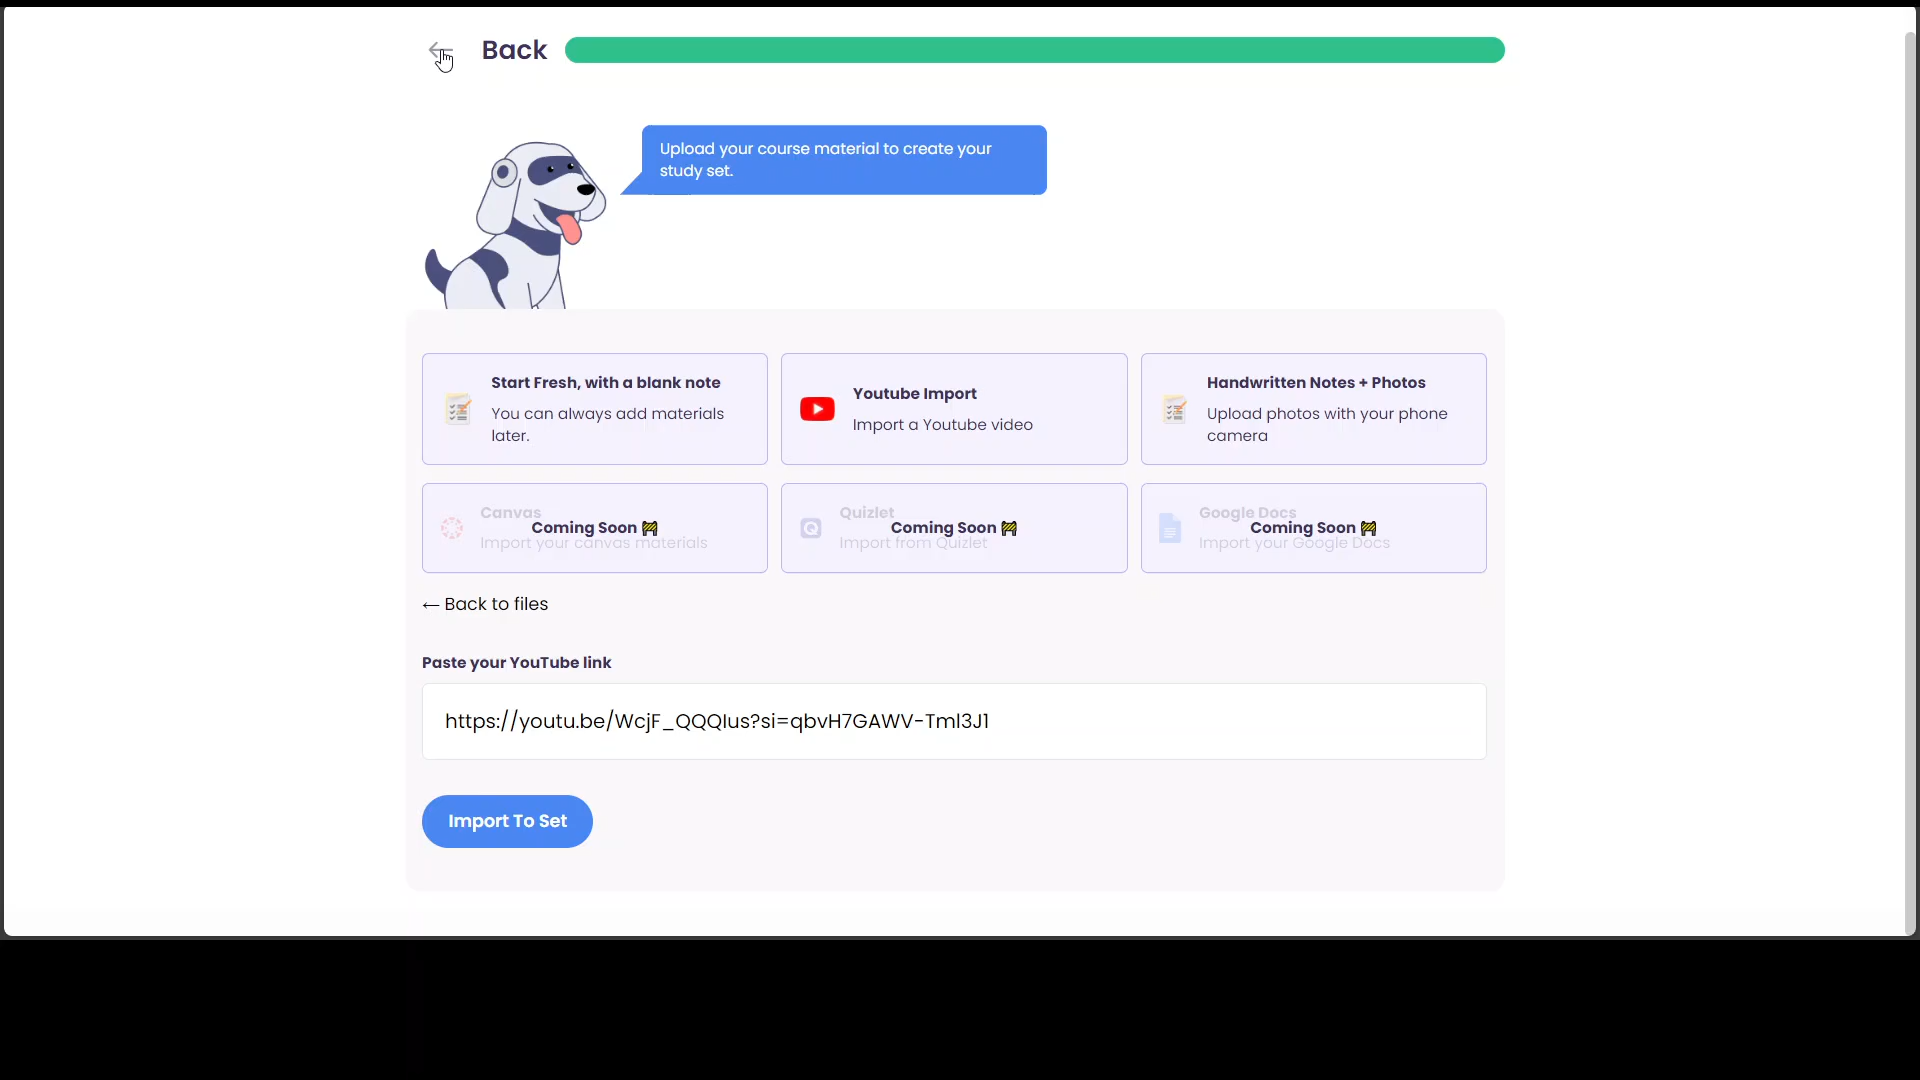 Back
Upload your course material to create your
study set.
Start Fresh, with a blank note
You can always add materials
later.
Youtube Import
Import a Youtube video
Handwritten Notes + Photos
Upload photos with your phone
camera
Canvas
Coming Soon 🚧
Import your canvas materials
Quizlet
Coming Soon 🚧
Import from Quizlet
Google Docs
Coming Soon 🚧
Import your Google Docs
← Back to files
Paste your YouTube link
https://youtu.be/WcjF_QQQIus?si=qbvH7GAWV-Tml3J1
Import To Set